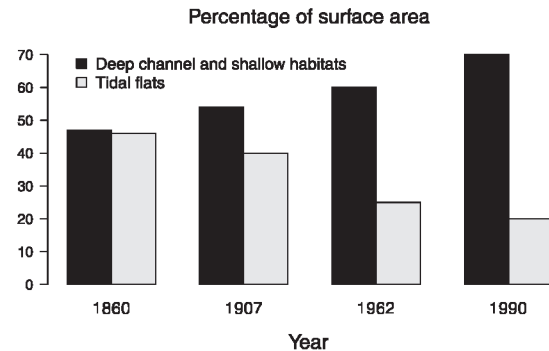 Percentage of surface area
70
60
50
40
30
20
10
0
Deep channel and shallow habitats
Tidal flats
1860 1907 1962 1990
Year